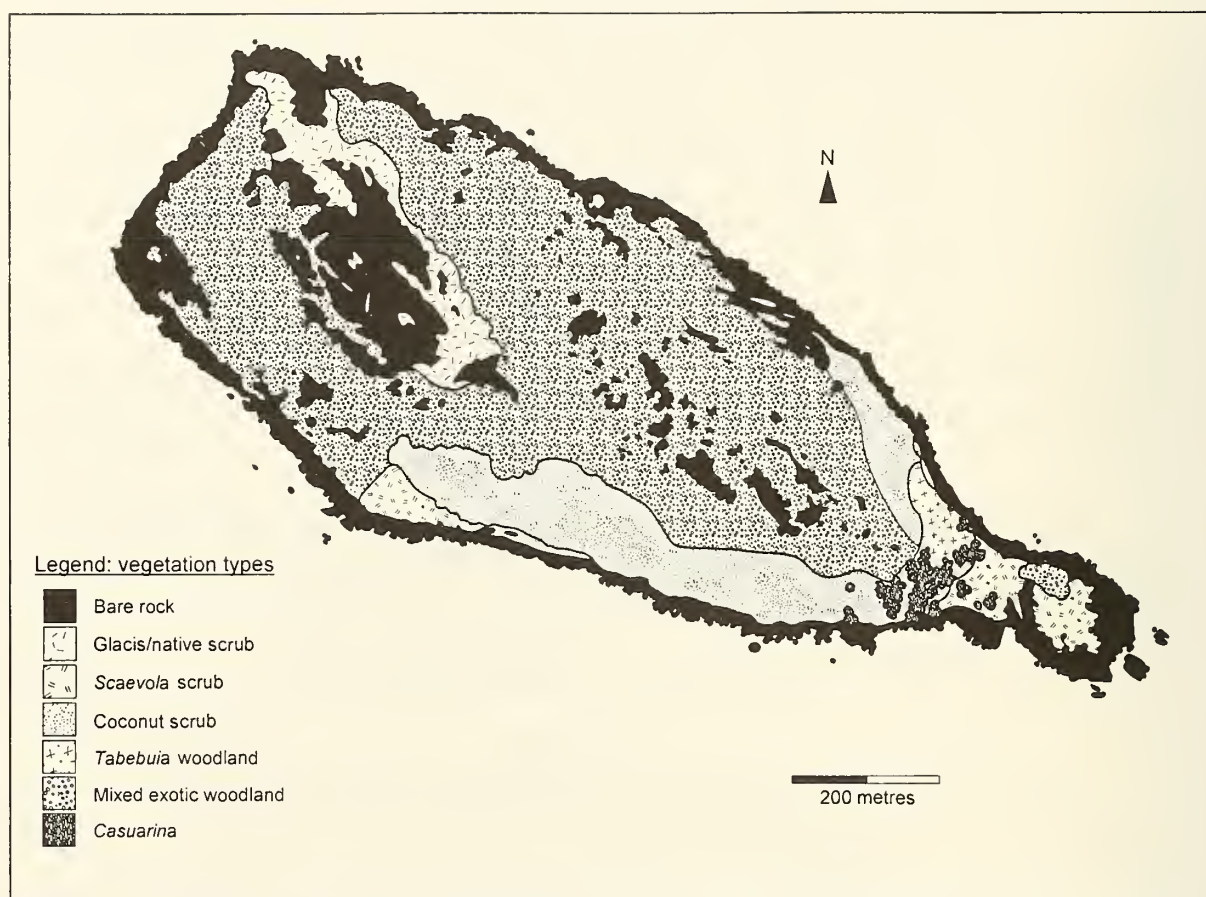 N
Legend: vegetation types
Bare rock
Glacis/native scrub
Scaevola scrub
Coconut scrub
Tabebuia woodland
Mixed exotic woodland
Casuarina
200 metres